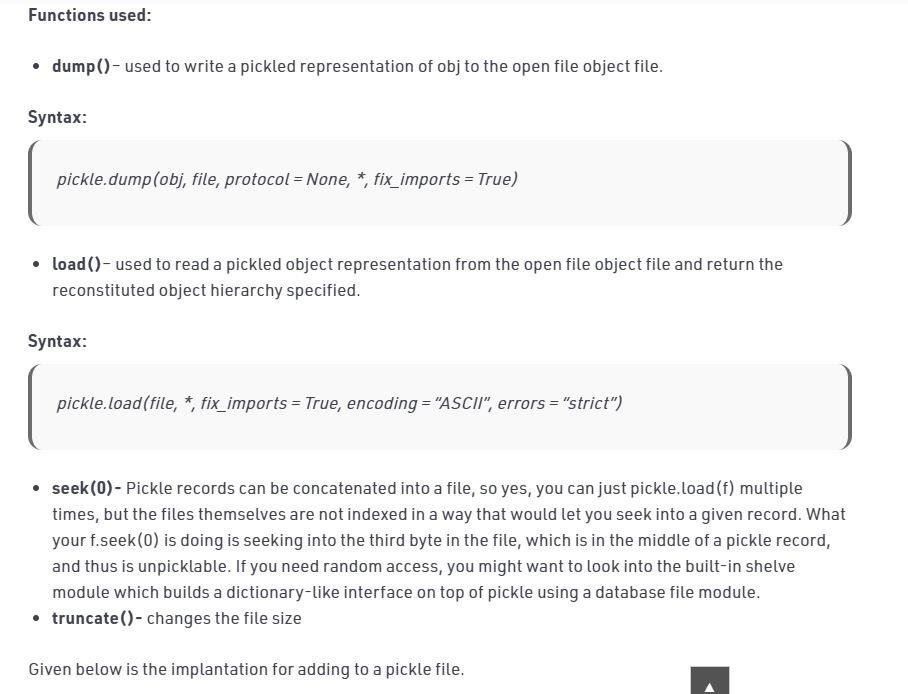 Functions used:
• dump()– used to write a pickled representation of obj to the open file object file.
Syntax:
pickle.dump(obj, file, protocol = None, *, fix_imports = True)
• load()– used to read a pickled object representation from the open file object file and return the
reconstituted object hierarchy specified.
Syntax:
pickle.load(file, *, fix_imports = True, encoding = “ASCII”, errors = “strict”)
• seek(0)- Pickle records can be concatenated into a file, so yes, you can just pickle.load(f) multiple
times, but the files themselves are not indexed in a way that would let you seek into a given record. What
your f.seek(0) is doing is seeking into the third byte in the file, which is in the middle of a pickle record,
and thus is unpicklable. If you need random access, you might want to look into the built-in shelve
module which builds a dictionary-like interface on top of pickle using a database file module.
• truncate()- changes the file size
Given below is the implantation for adding to a pickle file.